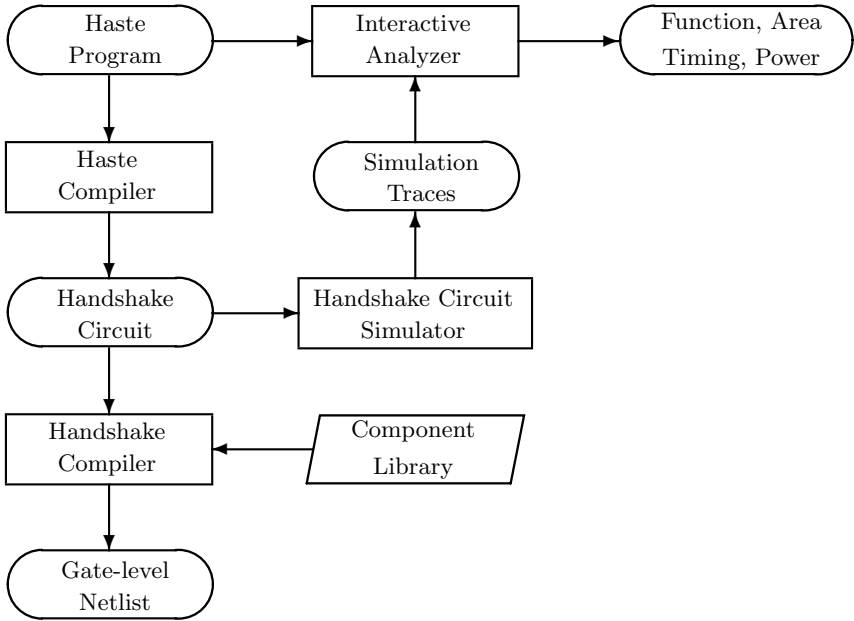 Haste
Program
Interactive
Analyzer
Function, Area
Timing, Power
Haste
Compiler
Simulation
Traces
Handshake
Circuit
Handshake Circuit
Simulator
Handshake
Compiler
Component
Library
Gate-level
Netlist